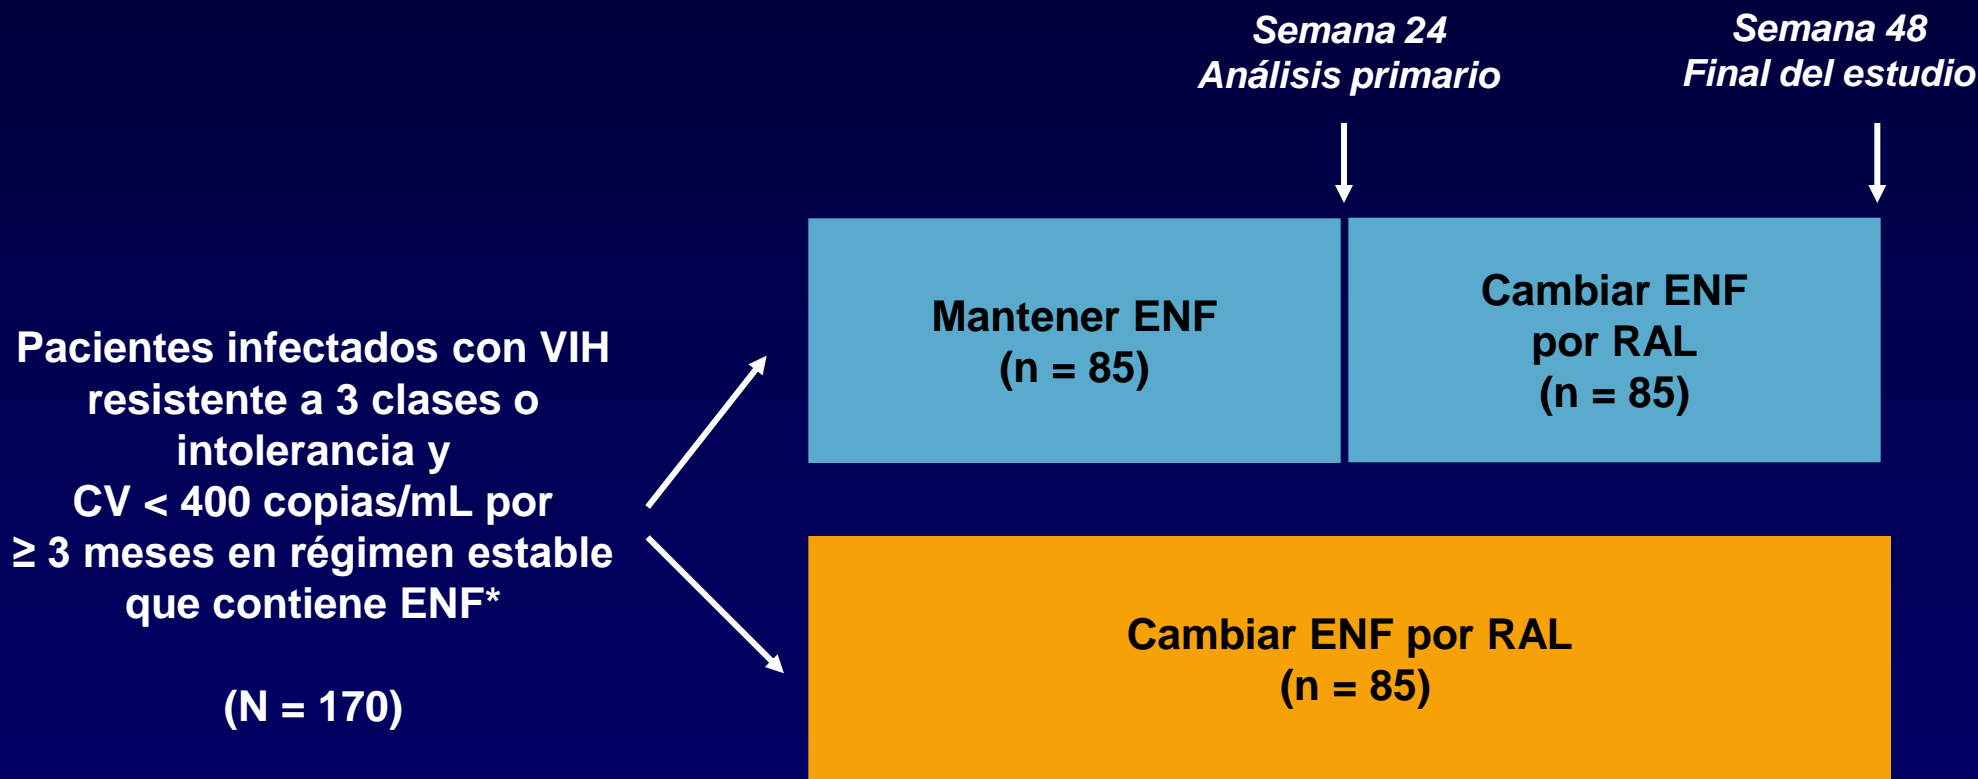 Semana 24
Análisis primario
Semana 48
Final del estudio
Pacientes infectados con VIH
resistente a 3 clases o
intolerancia y
CV < 400 copias/mL por
≥ 3 meses en régimen estable
que contiene ENF*
(N = 170)
Mantener ENF
(n = 85)
Cambiar ENF
por RAL
(n = 85)
Cambiar ENF por RAL
(n = 85)